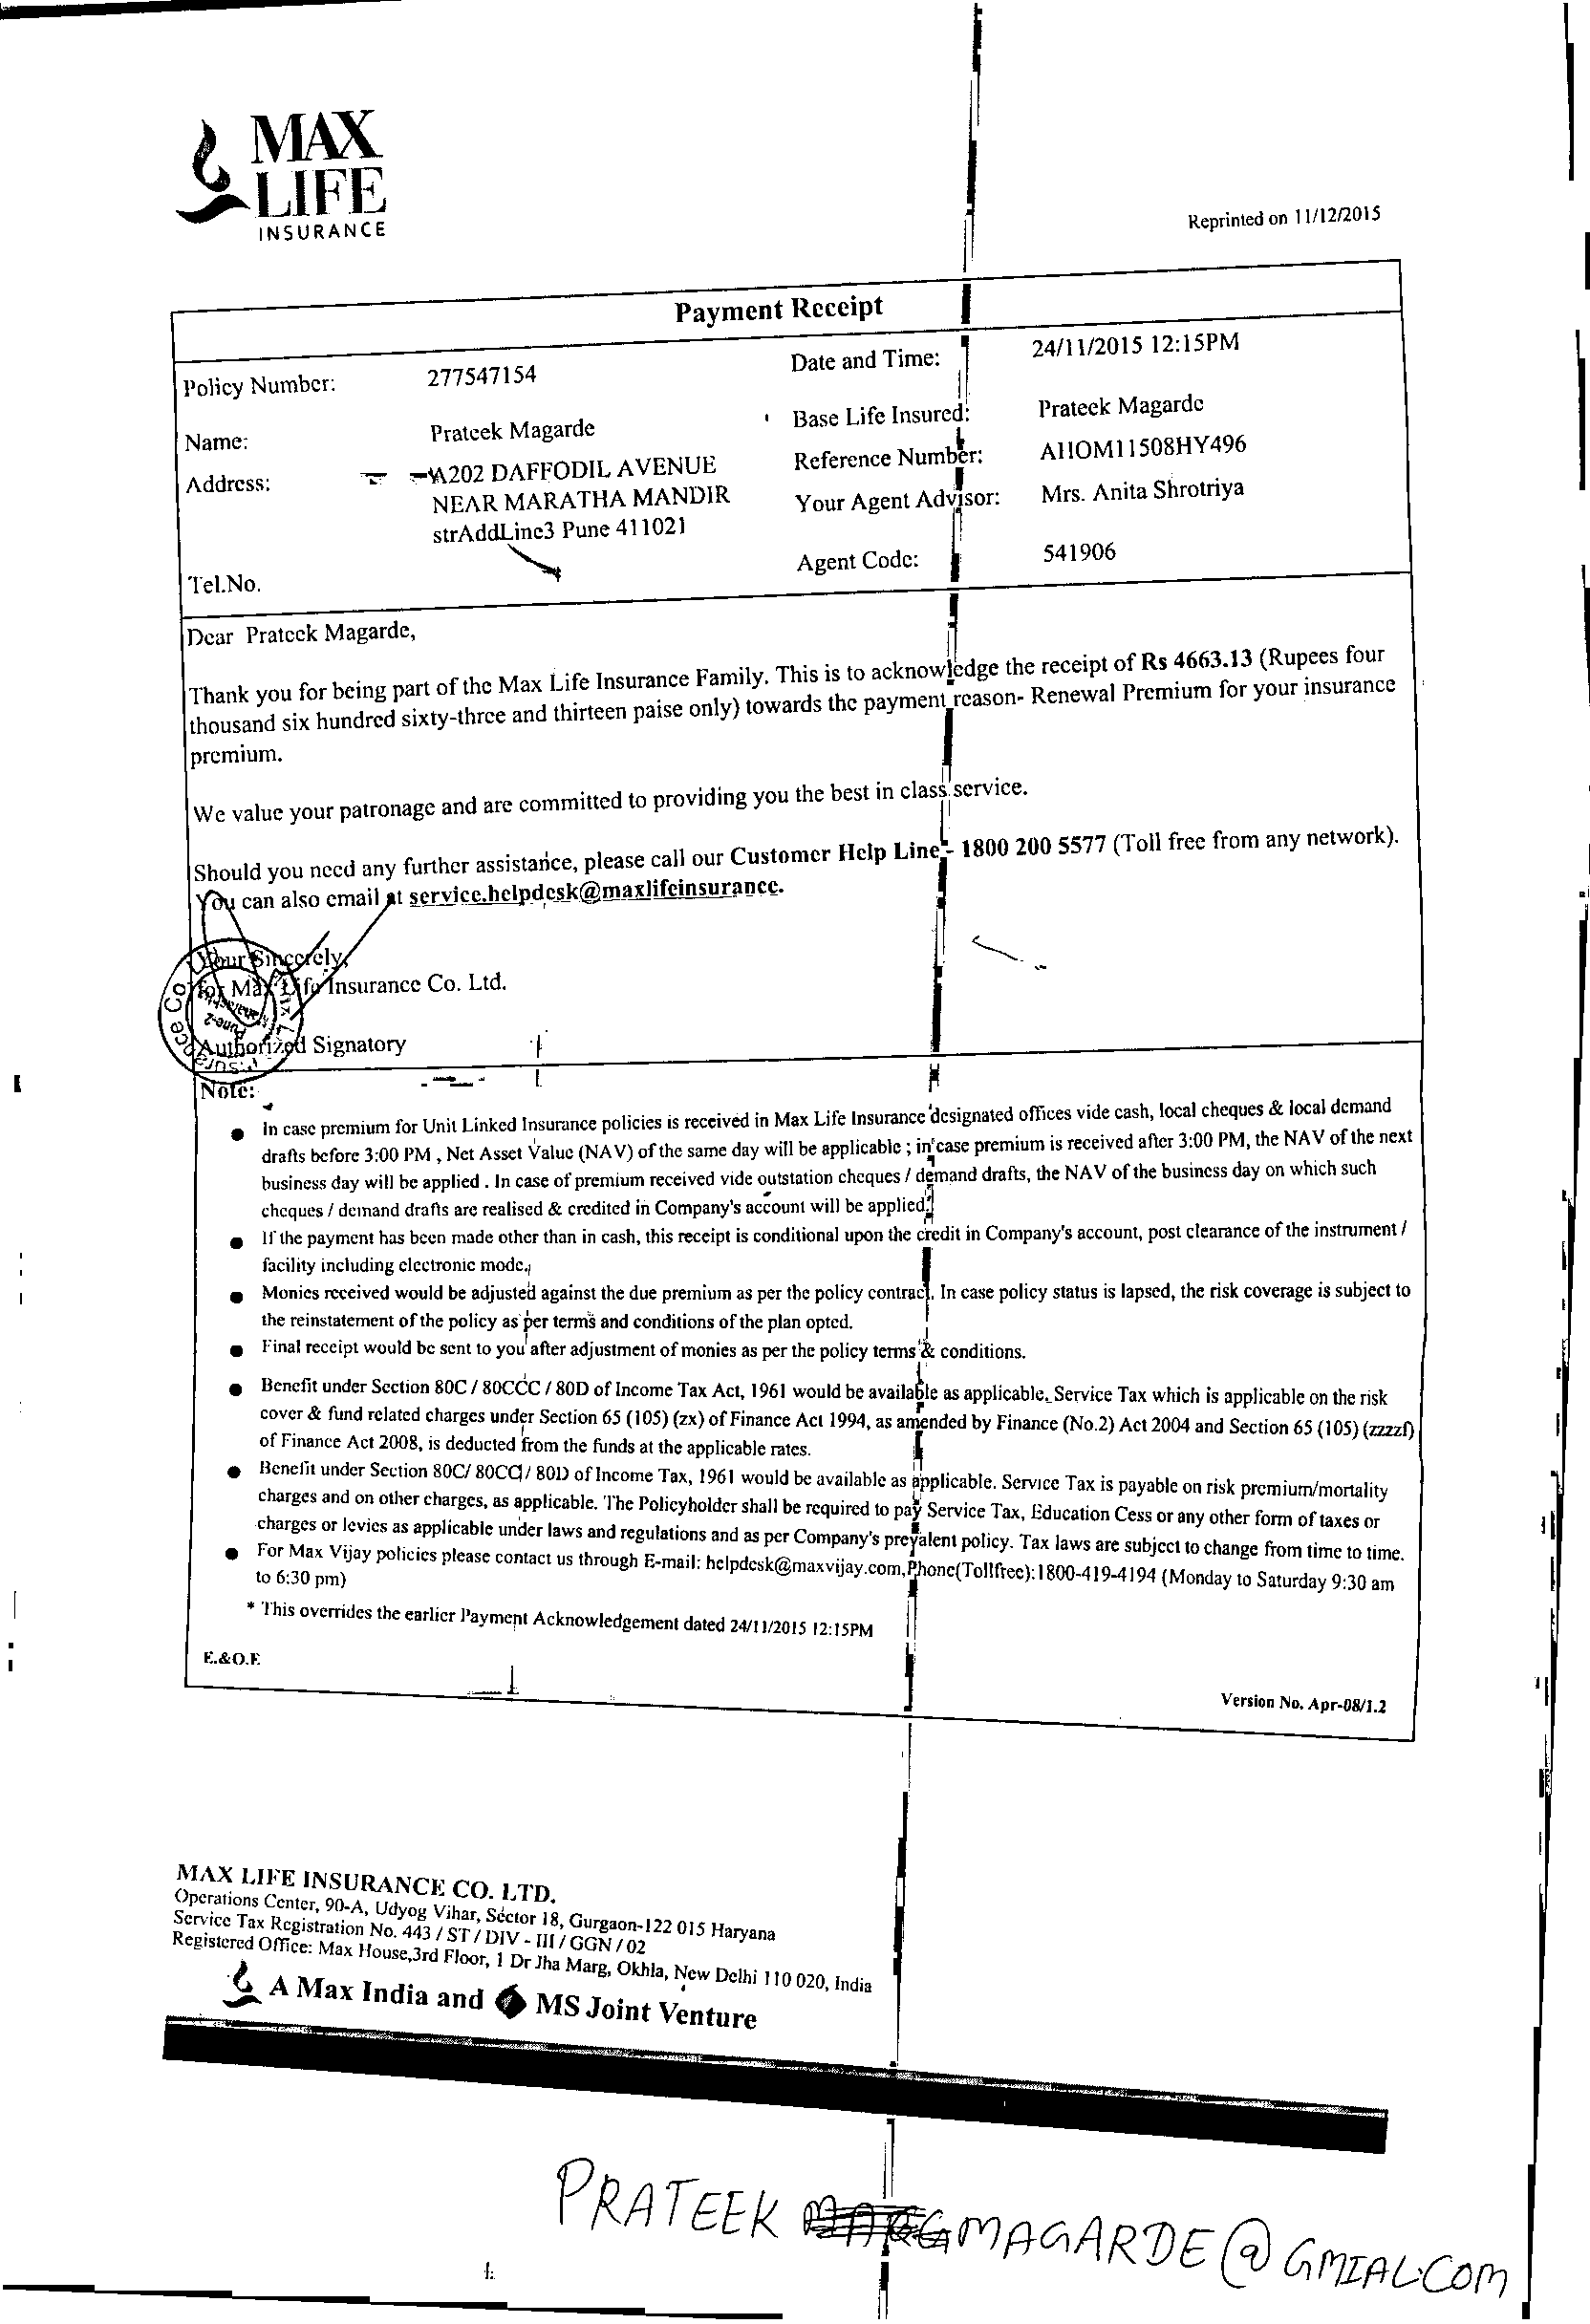 MAX
LIFE
INSURANCE
Reprinted on 11/12/2015
Payment Receipt
Policy Number: 277547154 Date and Time: 24/11/2015 12:15PM
Name: Prateek Magarde Base Life Insured: Prateek Magarde
Address: A202 DAFFODIL AVENUE Reference Number: A11OM11508HY496
NEAR MARATHA MANDIR Your Agent Advisor: Mrs. Anita Shrotriya
strAddLine3 Pune 411021
Tel.No. Agent Code: 541906
Dear Prateek Magarde,
Thank you for being part of the Max Life Insurance Family. This is to acknowledge the receipt of Rs 4663.13 (Rupees four
thousand six hundred sixty-three and thirteen paise only) towards the payment reason- Renewal Premium for your insurance
premium.
We value your patronage and are committed to providing you the best in class service.
Should you need any further assistance, please call our Customer Help Line - 1800 200 5577 (Toll free from any network).
You can also email at service.helpdesk@maxlifeinsurance.
Your Sincerely,
for Max Life Insurance Co. Ltd.
Pune-2
Authorized Signatory
Note:
● In case premium for Unit Linked Insurance policies is received in Max Life Insurance designated offices vide cash, local cheques & local demand
drafts before 3:00 PM , Net Asset Value (NAV) of the same day will be applicable ; in case premium is received after 3:00 PM, the NAV of the next
business day will be applied . In case of premium received vide outstation cheques / demand drafts, the NAV of the business day on which such
cheques / demand drafts are realised & credited in Company's account will be applied.
● If the payment has been made other than in cash, this receipt is conditional upon the credit in Company's account, post clearance of the instrument /
facility including electronic mode.
● Monies received would be adjusted against the due premium as per the policy contract. In case policy status is lapsed, the risk coverage is subject to
the reinstatement of the policy as per terms and conditions of the plan opted.
● Final receipt would be sent to you after adjustment of monies as per the policy terms & conditions.
● Benefit under Section 80C / 80CCC / 80D of Income Tax Act, 1961 would be available as applicable. Service Tax which is applicable on the risk
cover & fund related charges under Section 65 (105) (zx) of Finance Act 1994, as amended by Finance (No.2) Act 2004 and Section 65 (105) (zzzzf)
of Finance Act 2008, is deducted from the funds at the applicable rates.
● Benefit under Section 80C/ 80CCC/ 80D of Income Tax, 1961 would be available as applicable. Service Tax is payable on risk premium/mortality
charges and on other charges, as applicable. The Policyholder shall be required to pay Service Tax, Education Cess or any other form of taxes or
charges or levies as applicable under laws and regulations and as per Company's prevalent policy. Tax laws are subject to change from time to time.
● For Max Vijay policies please contact us through E-mail: helpdesk@maxvijay.com,Phone(Tollfree):1800-419-4194 (Monday to Saturday 9:30 am
to 6:30 pm)
* This overrides the earlier Payment Acknowledgement dated 24/11/2015 12:15PM
E.&O.E
Version No. Apr-08/1.2
MAX LIFE INSURANCE CO. LTD.
Operations Center, 90-A, Udyog Vihar, Sector 18, Gurgaon-122 015 Haryana
Service Tax Registration No. 443 / ST / DIV - III / GGN / 02
Registered Office: Max House,3rd Floor, 1 Dr Jha Marg, Okhla, New Delhi 110 020, India
A Max India and MS Joint Venture
PRATEEK MAGARDE@GMIAL.COM